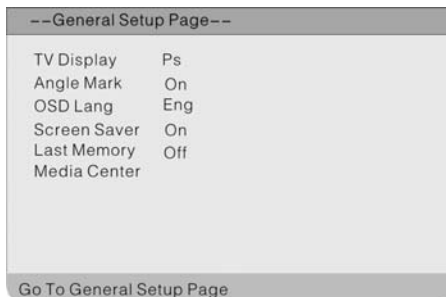 --General Setup Page--
TV Display Ps
Angle Mark On
OSD Lang Eng
Screen Saver On
Last Memory Off
Media Center
Go To General Setup Page